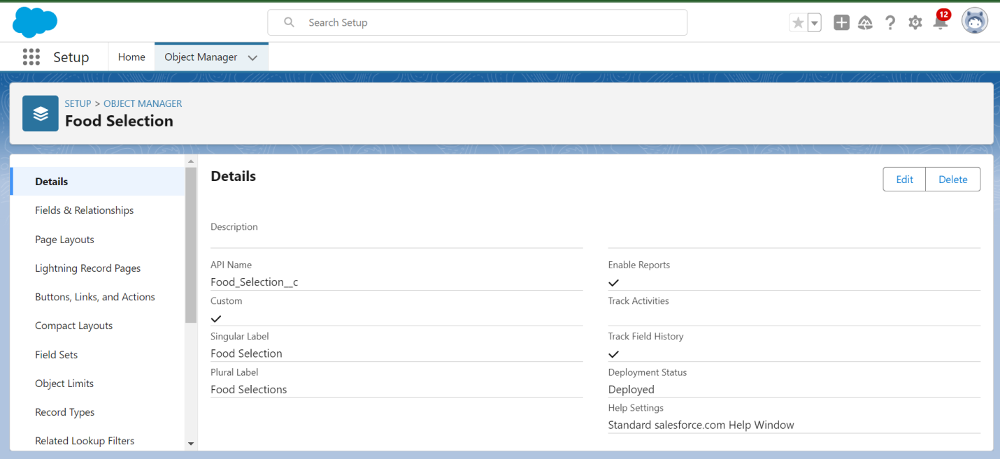 Search Setup
12
Setup
Home
Object Manager
SETUP > OBJECT MANAGER
Food Selection
Details
Fields & Relationships
Page Layouts
Lightning Record Pages
Buttons, Links, and Actions
Compact Layouts
Field Sets
Object Limits
Record Types
Related Lookup Filters
Details
Edit
Delete
Description
API Name
Food_Selection__c
Custom
Singular Label
Food Selection
Plural Label
Food Selections
Enable Reports
Track Activities
Track Field History
Deployment Status
Deployed
Help Settings
Standard salesforce.com Help Window